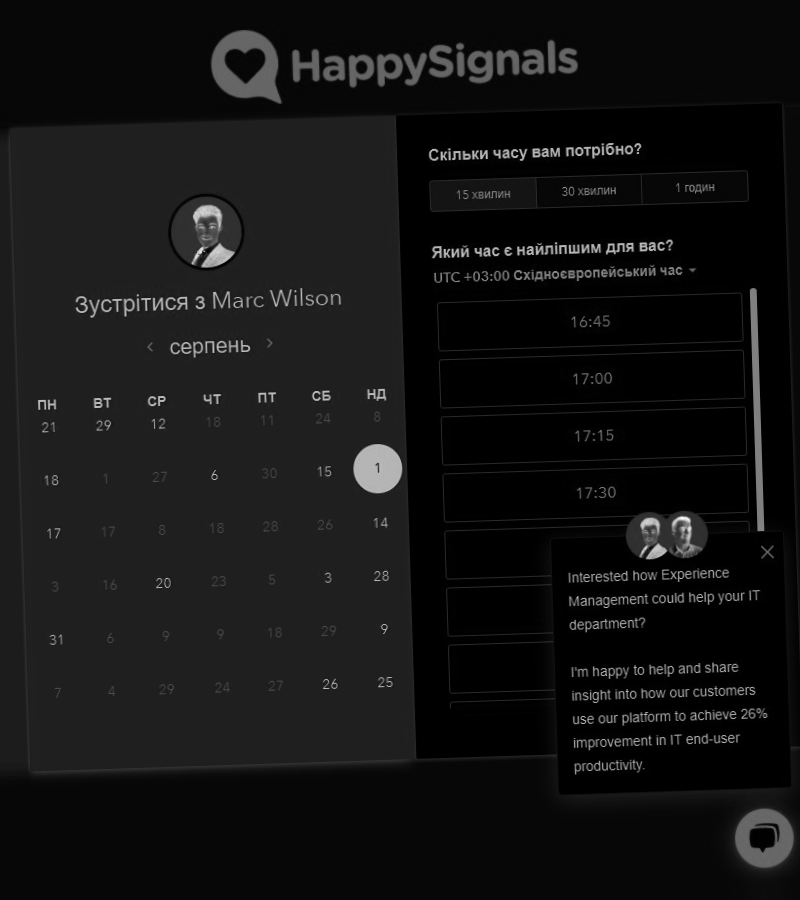 HappySignals
Зустрітися з Marc Wilson
серпень
ПН ВТ СР ЧТ ПТ СБ НД
21 29 12 18 11 24 8
18 1 27 6 30 15 1
17 17 8 18 28 26 14
3 16 20 23 5 3 28
31 6 9 9 18 29 9
7 4 29 24 27 26 25
Скільки часу вам потрібно?
15 хвилин 30 хвилин 1 годин
Який час є найліпшим для вас?
UTC +03:00 Східноєвропейський час
16:45
17:00
17:15
17:30
Interested how Experience
Management could help your IT
department?
I'm happy to help and share
insight into how our customers
use our platform to achieve 26%
improvement in IT end-user
productivity.